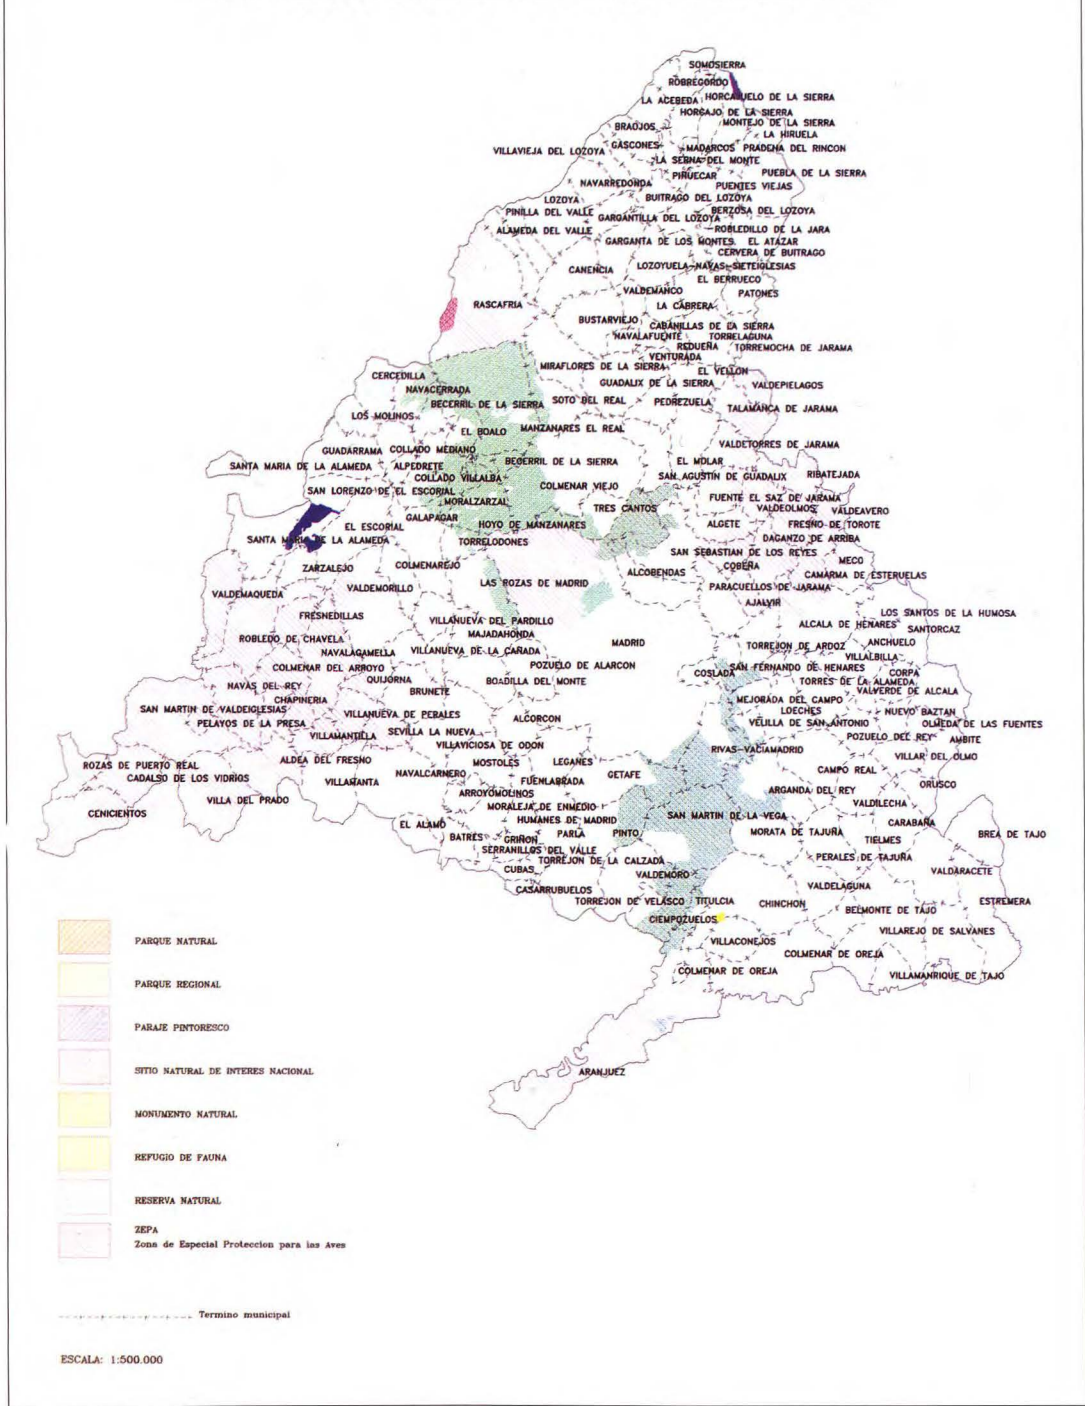 SOMOSIERRA
ROBREGORDO
HORCAJUELO DE LA SIERRA
LA ACEBEDA
HORCAJO DE LA SIERRA
MONTEJO DE LA SIERRA
BRAOJOS
LA HIRUELA
GASCONES
MADARCOS PRADENA DEL RINCON
VILLAVIEJA DEL LOZOYA
LA SERNA DEL MONTE
PIÑUECAR
PUEBLA DE LA SIERRA
NAVARREDONDA
PUENTES VIEJAS
LOZOYA
BUITRAGO DEL LOZOYA
PINILLA DEL VALLE
BERZOSA DEL LOZOYA
GARGANTILLA DEL LOZOYA
ALAMEDA DEL VALLE
ROBLEDILLO DE LA JARA
GARGANTA DE LOS MONTES
EL ATAZAR
CERVERA DE BUITRAGO
CANENCIA
LOZOYUELA-NAVAS-SIETEIGLESIAS
EL BERRUECO
VALDEMANCO
PATONES
RASCAFRIA
LA CABRERA
BUSTARVIEJO
CABANILLAS DE LA SIERRA
NAVALAFUENTE
TORRELAGUNA
REDUEÑA
TORREMOCHA DE JARAMA
VENTURADA
MIRAFLORES DE LA SIERRA
EL VELLON
CERCEDILLA
GUADALIX DE LA SIERRA
VALDEPIELAGOS
NAVACERRADA
BECERRIL DE LA SIERRA
SOTO DEL REAL
PEDREZUELA
TALAMANCA DE JARAMA
LOS MOLINOS
EL BOALO
MANZANARES EL REAL
VALDETORRES DE JARAMA
GUADARRAMA
COLLADO MEDIANO
SANTA MARIA DE LA ALAMEDA
ALPEDRETE
BECERRIL DE LA SIERRA
EL MOLAR
COLLADO VILLALBA
SAN AGUSTIN DE GUADALIX
RIBATEJADA
SAN LORENZO DE EL ESCORIAL
COLMENAR VIEJO
MORALZARZAL
FUENTE EL SAZ DE JARAMA
TRES CANTOS
VALDEOLMOS
VALDEAVERO
EL ESCORIAL
GALAPAGAR
HOYO DE MANZANARES
ALGETE
FRESNO DE TOROTE
SANTA MARIA DE LA ALAMEDA
TORRELODONES
DAGANZO DE ARRIBA
SAN SEBASTIAN DE LOS REYES
MECO
ZARZALEJO
COLMENAREJO
COBEÑA
ALCOBENDAS
CAMARMA DE ESTERUELAS
VALDEMAQUEDA
VALDEMORILLO
LAS ROZAS DE MADRID
PARACUELLOS DE JARAMA
AJALVIR
FRESNEDILLAS
VILLANUEVA DEL PARDILLO
LOS SANTOS DE LA HUMOSA
ALCALA DE HENARES
SANTORCAZ
ROBLEDO DE CHAVELA
MAJADAHONDA
MADRID
TORREJON DE ARDOZ
ANCHUELO
NAVALAGAMELLA
VILLANUEVA DE LA CAÑADA
VILLALBILLA
COLMENAR DEL ARROYO
POZUELO DE ALARCON
COSLADA
SAN FERNANDO DE HENARES
CORPA
NAVAS DEL REY
QUIJORNA
BOADILLA DEL MONTE
TORRES DE LA ALAMEDA
BRUNETE
VALVERDE DE ALCALA
CHAPINERIA
MEJORADA DEL CAMPO
SAN MARTIN DE VALDEIGLESIAS
VILLANUEVA DE PERALES
ALCORCON
LOECHES
NUEVO BAZTAN
PELAYOS DE LA PRESA
VELILLA DE SAN ANTONIO
OLMEDA DE LAS FUENTES
VILLAMANTILLA
SEVILLA LA NUEVA
POZUELO DEL REY
AMBITE
VILLAVICIOSA DE ODON
RIVAS-VACIAMADRID
VILLAR DEL OLMO
ROZAS DE PUERTO REAL
ALDEA DEL FRESNO
MOSTOLES
LEGANES
CADALSO DE LOS VIDRIOS
VILLAMANTA
NAVALCARNERO
FUENLABRADA
GETAFE
CAMPO REAL
ORUSCO
VILLA DEL PRADO
ARROYOMOLINOS
ARGANDA DEL REY
VALDILECHA
CENICIENTOS
MORALEJA DE ENMEDIO
HUMANES DE MADRID
SAN MARTIN DE LA VEGA
CARABAÑA
EL ALAMO
BATRES
GRIÑON
PARLA
PINTO
MORATA DE TAJUÑA
TIELMES
BREA DE TAJO
SERRANILLOS DEL VALLE
TORREJON DE LA CALZADA
PERALES DE TAJUÑA
CUBAS
VALDEMORO
VALDARACETE
CASARRUBUELOS
VALDELAGUNA
TORREJON DE VELASCO
TITULCIA
CHINCHON
ESTREMERA
CIEMPOZUELOS
BELMONTE DE TAJO
VILLACONEJOS
VILLAREJO DE SALVANES
COLMENAR DE OREJA
COLMENAR DE OREJA
VILLAMANRIQUE DE TAJO
ARANJUEZ
PARQUE NATURAL
PARQUE REGIONAL
PARAJE PINTORESCO
SITIO NATURAL DE INTERES NACIONAL
MONUMENTO NATURAL
REFUGIO DE FAUNA
RESERVA NATURAL
ZEPA
Zona de Especial Proteccion para las Aves
Termino municipal
ESCALA: 1:500.000